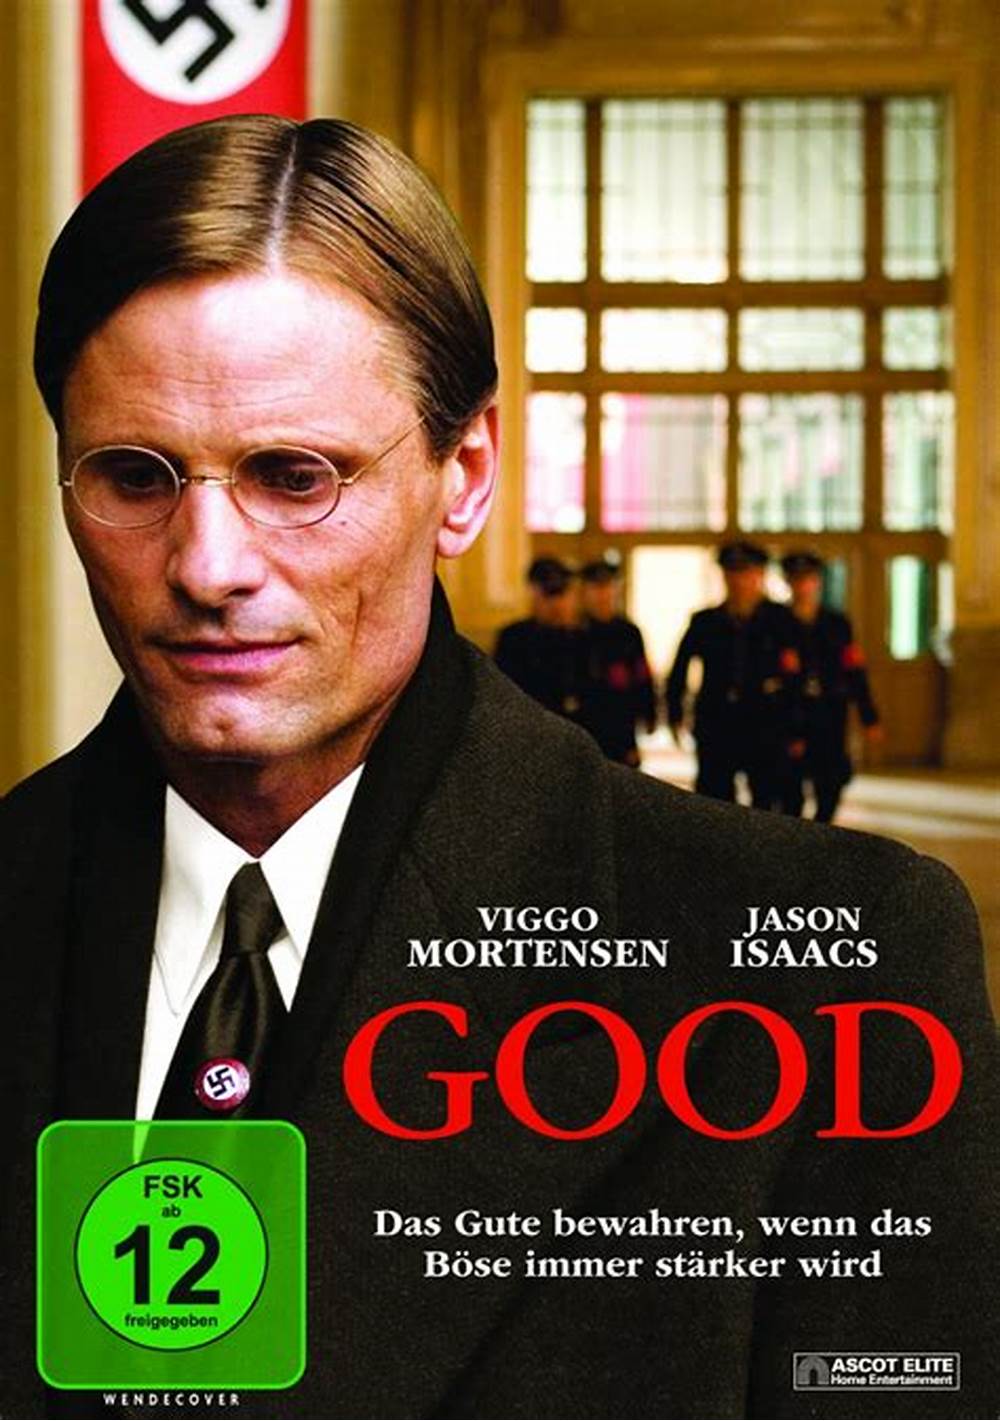 VIGGO MORTENSEN
JASON ISAACS
GOOD
Das Gute bewahren, wenn das
Böse immer stärker wird
FSK
ab
12
freigegeben
WENDECOVER
ASCOT ELITE
Home Entertainment